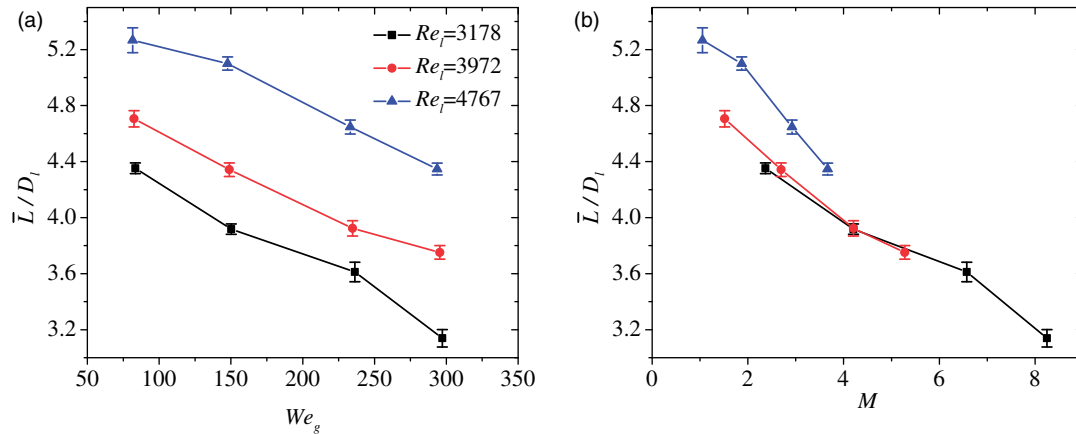 (a)
Re_l=3178
Re_l=3972
Re_l=4767
5.2
4.8
4.4
4.0
3.6
3.2
L̄ / D_l
50 100 150 200 250 300 350
We_g
(b)
5.2
4.8
4.4
4.0
3.6
3.2
L̄ / D_l
0 2 4 6 8
M